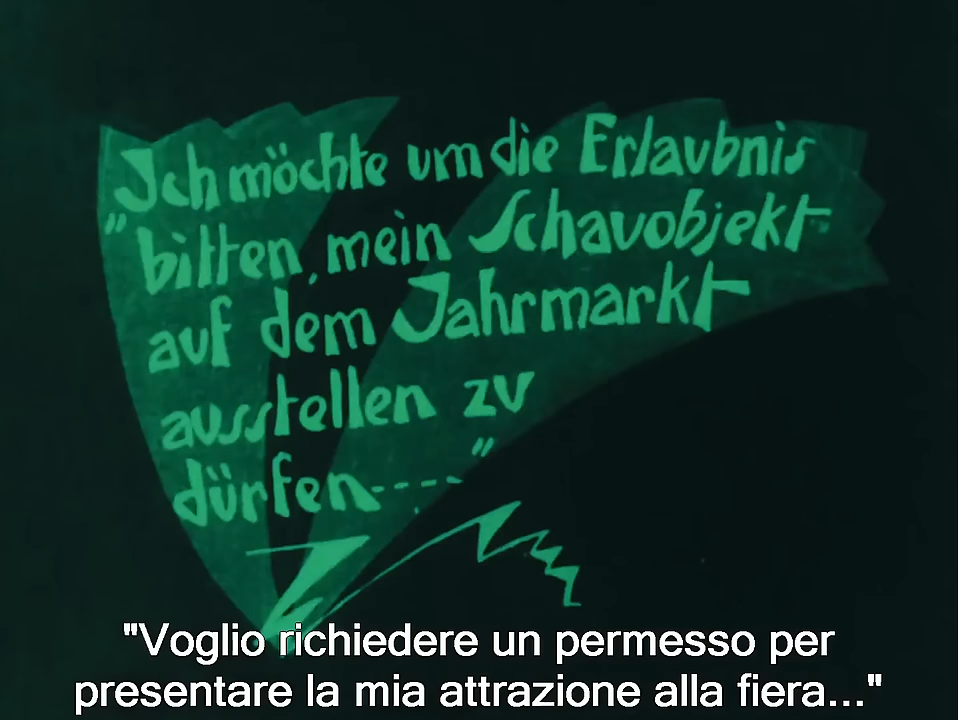 "Ich möchte um die Erlaubnis
bitten, mein Schauobjekt
auf dem Jahrmarkt
ausstellen zu
dürfen----"
"Voglio richiedere un permesso per
presentare la mia attrazione alla fiera..."